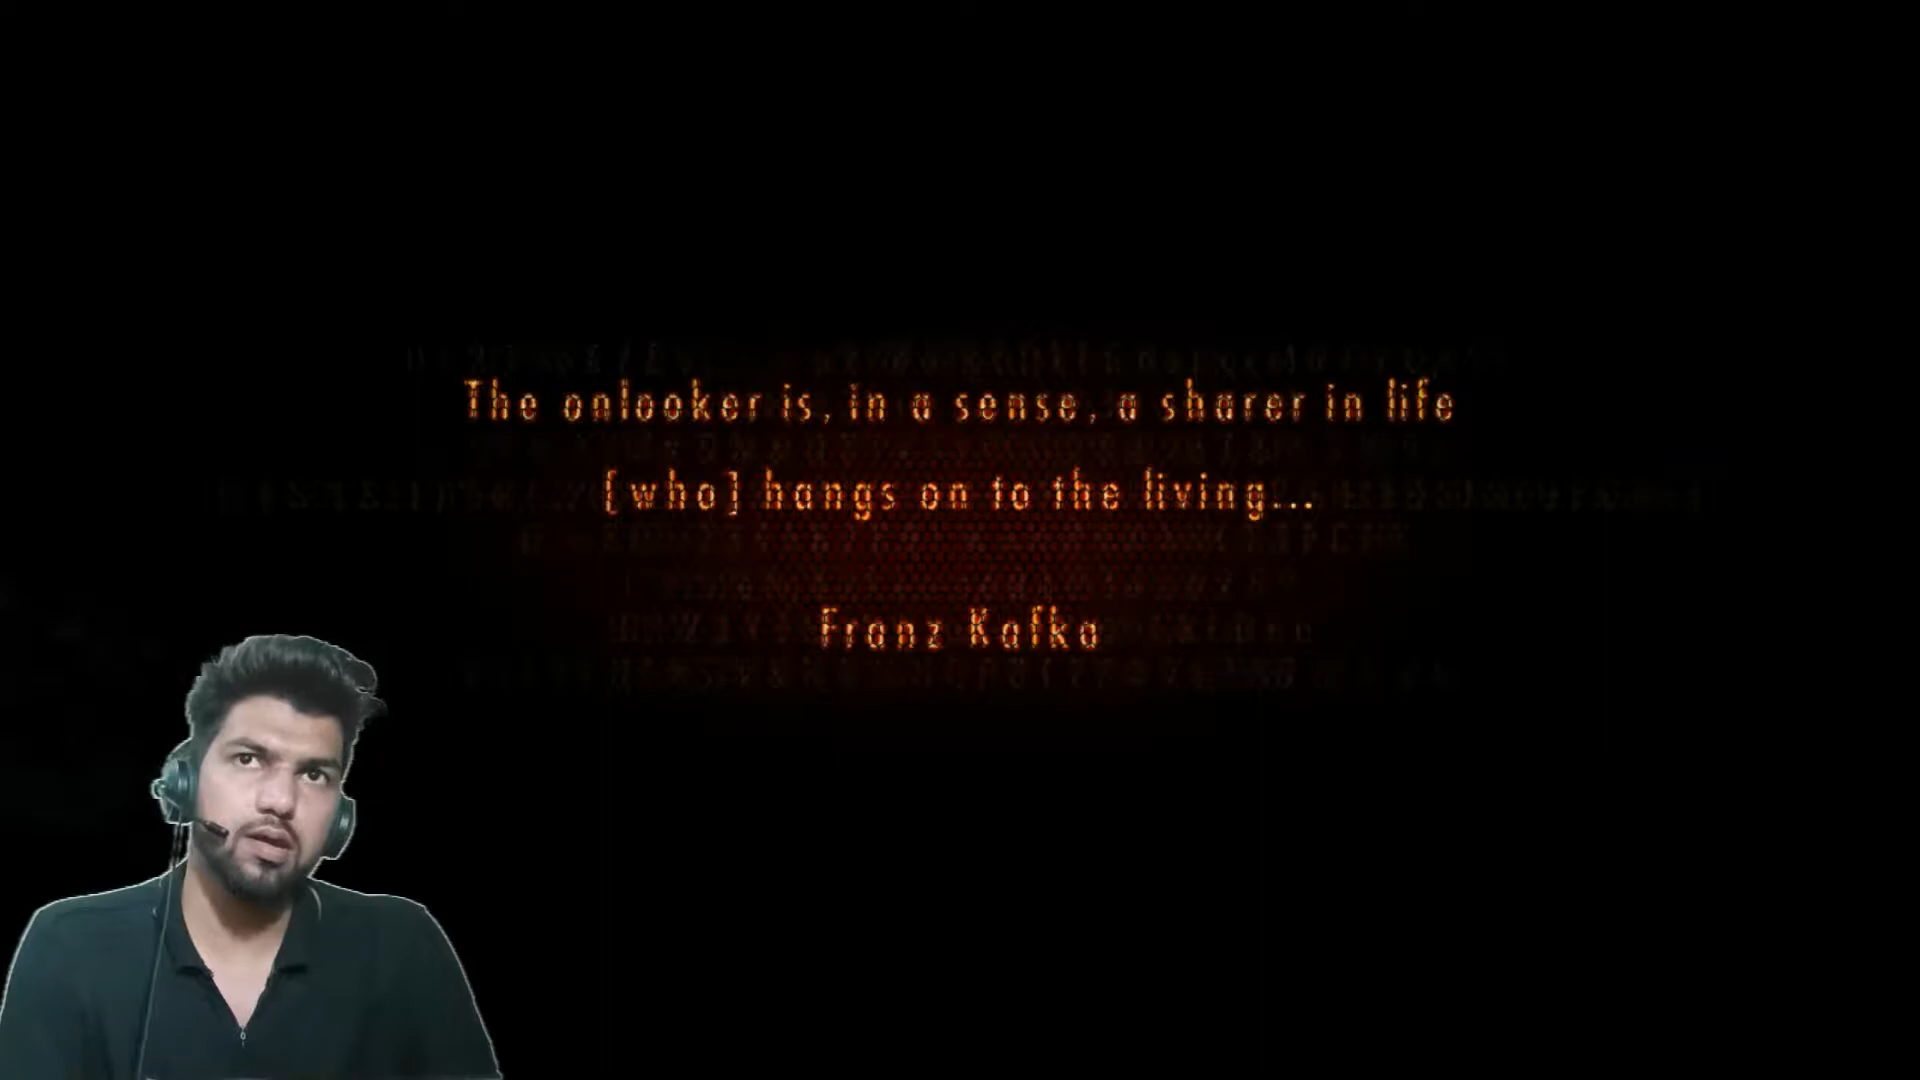 The onlooker is, in a sense, a sharer in life
[who] hangs on to the living...
Franz Kafka